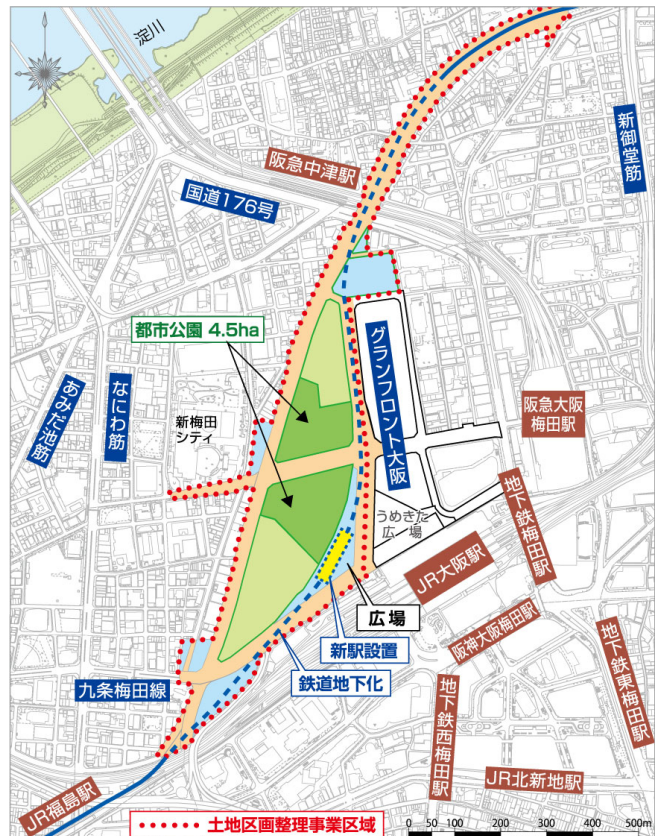 淀川
新御堂筋
阪急中津駅
国道176号
都市公園 4.5ha
グランフロント大阪
あみだ池筋
なにわ筋
新梅田
シティ
阪急大阪
梅田駅
うめきた
広場
地下鉄梅田駅
JR大阪駅
広場
新駅設置
阪神大阪梅田駅
鉄道地下化
地下鉄東梅田駅
九条梅田線
地下鉄西梅田駅
JR北新地駅
JR福島駅
土地区画整理事業区域
0 50 100 200 300 400 500m